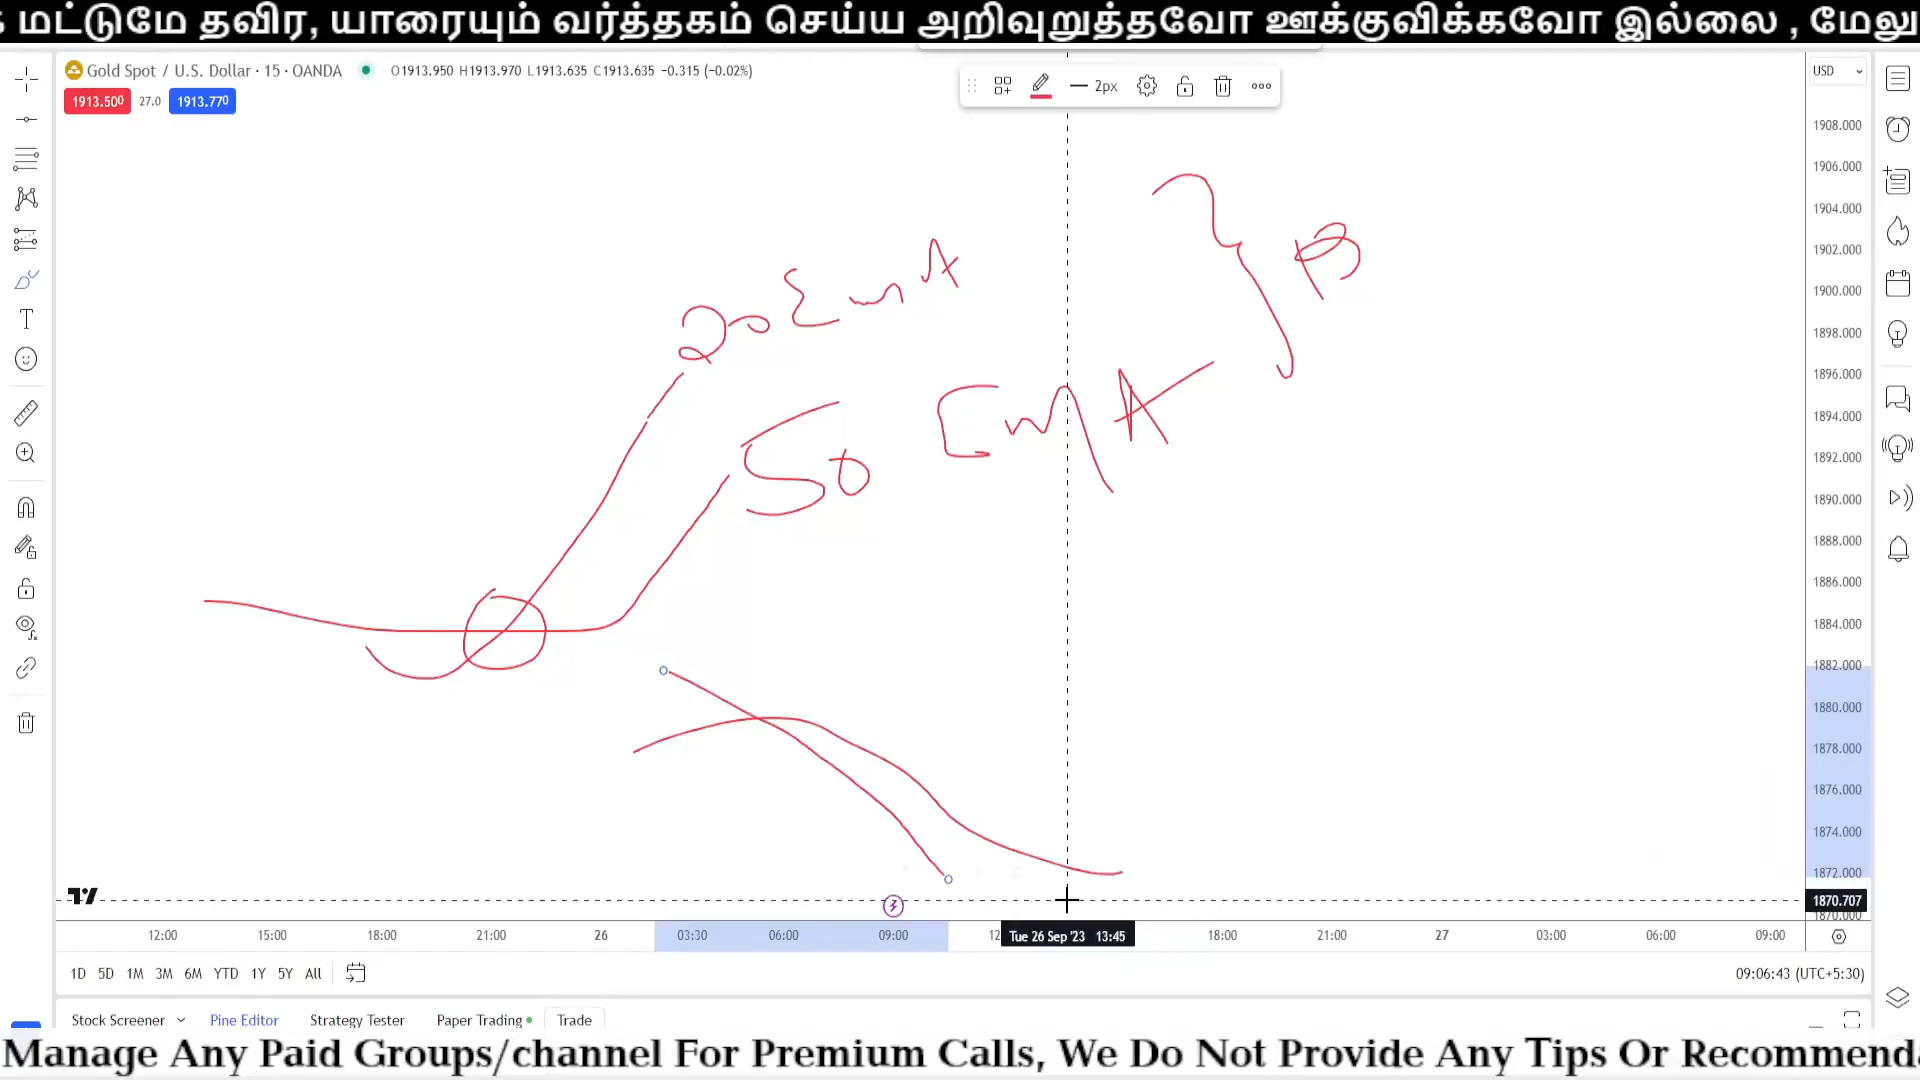 மட்டுமே தவிர, யாரையும் வர்த்தகம் செய்ய அறிவுறுத்தவோ ஊக்குவிக்கவோ இல்லை , மேலு
Gold Spot / U.S. Dollar · 15 · OANDA O1913.950 H1913.970 L1913.635 C1913.635 −0.315 (−0.02%)
1913.500 27.0 1913.770
2px
USD
1908.000
1906.000
1904.000
1902.000
1900.000
1898.000
1896.000
1894.000
1892.000
1890.000
1888.000
1886.000
1884.000
1882.000
1880.000
1878.000
1876.000
1874.000
1872.000
1870.707
1870.000
20 EMA
50 EMA
B
12:00 15:00 18:00 21:00 26 03:30 06:00 09:00 12 Tue 26 Sep '23 13:45 18:00 21:00 27 03:00 06:00 09:00
1D 5D 1M 3M 6M YTD 1Y 5Y All 09:06:43 (UTC+5:30)
Stock Screener Pine Editor Strategy Tester Paper Trading Trade
Manage Any Paid Groups/channel For Premium Calls, We Do Not Provide Any Tips Or Recommend